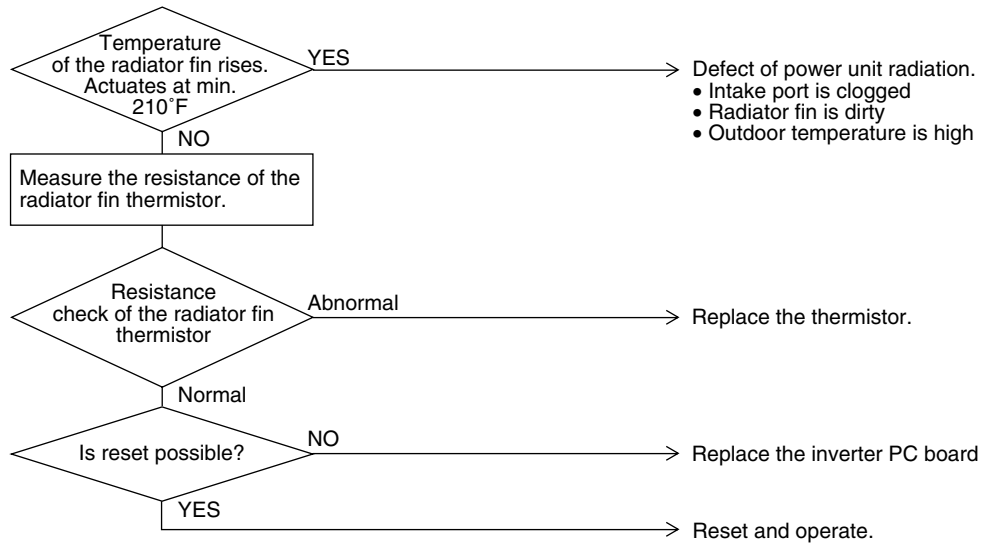 Temperature
of the radiator fin rises.
Actuates at min.
210˚F
YES
Defect of power unit radiation.
• Intake port is clogged
• Radiator fin is dirty
• Outdoor temperature is high
NO
Measure the resistance of the
radiator fin thermistor.
Resistance
check of the radiator fin
thermistor
Abnormal
Replace the thermistor.
Normal
Is reset possible?
NO
Replace the inverter PC board
YES
Reset and operate.